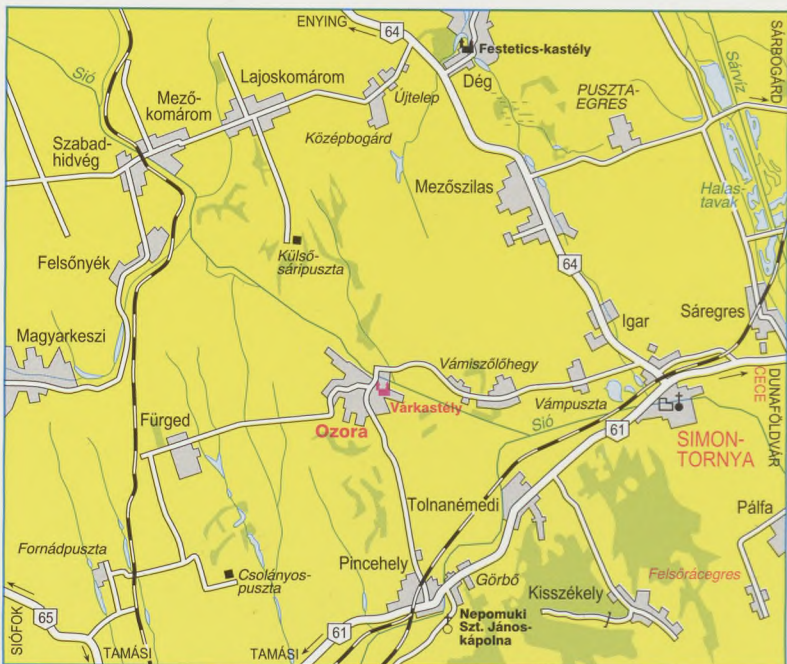 ENYING
64
Festetics-kastély
Dég
SÁRBOGÁRD
Sió
Lajoskomárom
Mező-
komárom
Újtelep
PUSZTA-
EGRES
Sárvíz
Szabad-
hidvég
Középbogárd
Mezőszilas
Halas-
tavak
Külső-
sáripuszta
Felsőnyék
64
Sáregres
Igar
Magyarkeszi
Vámiszőlőhegy
Várkastély
Vámpuszta
DUNAFÖLDVÁR
CECE
Fürged
Ozora
Sió
61
SIMON-
TORNYA
Tolnanémedi
Pálfa
Fornádpuszta
Pincehely
Csolányos-
puszta
Görbő
Kisszékely
Felsőrácegres
SIÓFOK
65
61
Nepomuki
Szt. János-
kápolna
TAMÁSI
TAMÁSI